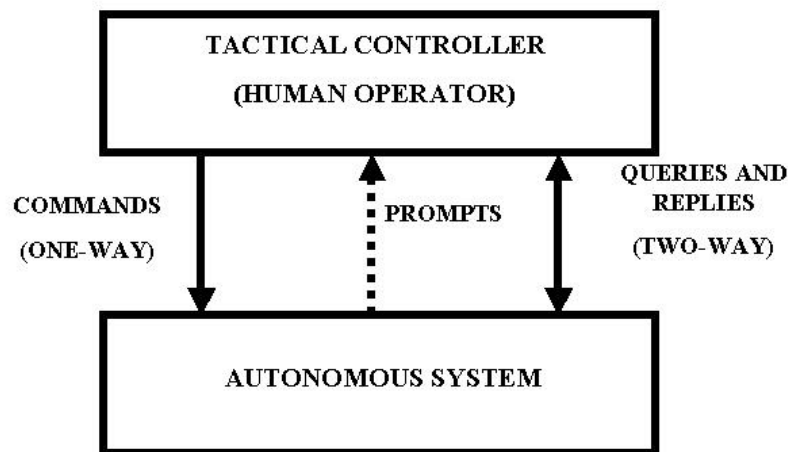 TACTICAL CONTROLLER
(HUMAN OPERATOR)
COMMANDS
(ONE-WAY)
PROMPTS
QUERIES AND
REPLIES
(TWO-WAY)
AUTONOMOUS SYSTEM